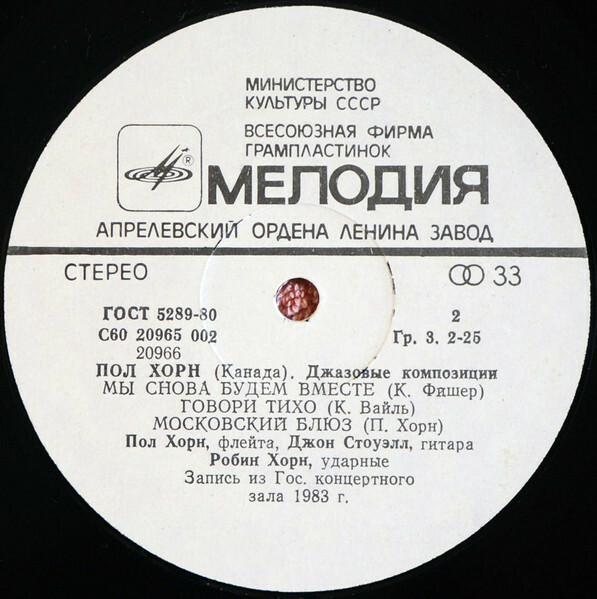 МИНИСТЕРСТВО
КУЛЬТУРЫ СССР
ВСЕСОЮЗНАЯ ФИРМА
ГРАМПЛАСТИНОК
®
МЕЛОДИЯ
АПРЕЛЕВСКИЙ ОРДЕНА ЛЕНИНА ЗАВОД
СТЕРЕО 33
ГОСТ 5289-80 2
С60 20965 002 Гр. 3. 2-25
20966
ПОЛ ХОРН (Канада). Джазовые композиции
МЫ СНОВА БУДЕМ ВМЕСТЕ (К. Фишер)
ГОВОРИ ТИХО (К. Вайль)
МОСКОВСКИЙ БЛЮЗ (П. Хорн)
Пол Хорн, флейта, Джон Стоуэлл, гитара
Робин Хорн, ударные
Запись из Гос. концертного
зала 1983 г.